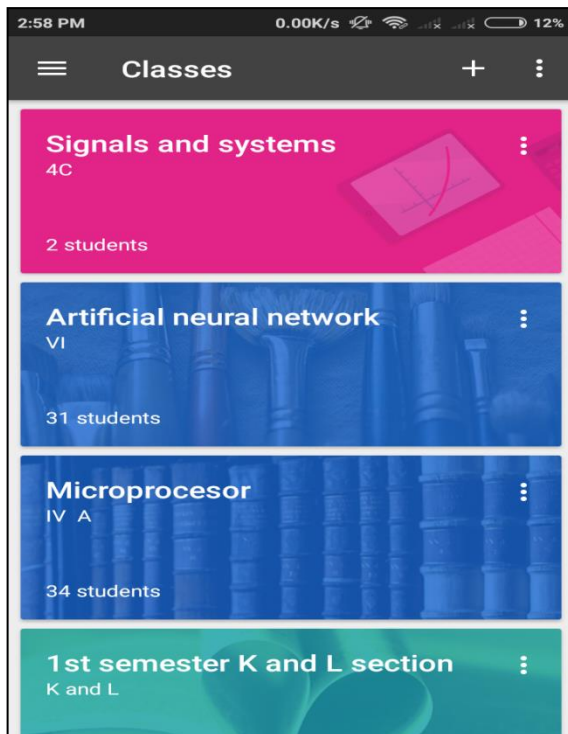 2:58 PM 0.00K/s 12%
Classes
Signals and systems
4C
2 students
Artificial neural network
VI
31 students
Microprocesor
IV A
34 students
1st semester K and L section
K and L